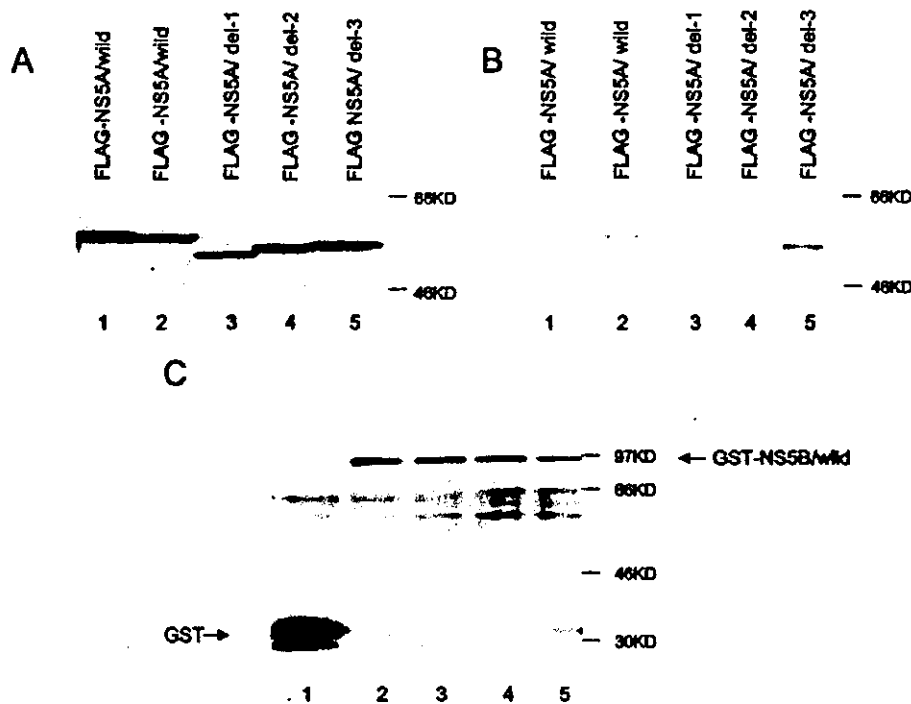 A
FLAG-NS5A/wild
FLAG -NS5A/wild
FLAG -NS5A/ del-1
FLAG -NS5A/ del-2
FLAG NS5A/ del-3
66KD
46KD
1 2 3 4 5
B
FLAG -NS5A/ wild
FLAG -NS5A/ wild
FLAG -NS5A/ del-1
FLAG -NS5A/ del-2
FLAG -NS5A/ del-3
66KD
46KD
1 2 3 4 5
C
97KD ← GST-NS5B/wild
66KD
46KD
GST→
30KD
1 2 3 4 5